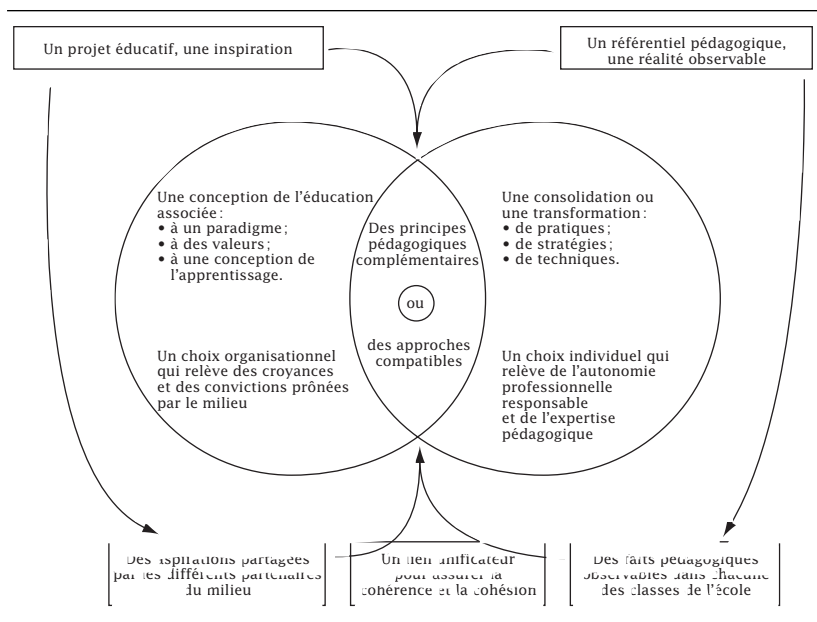 Un projet éducatif, une inspiration
Un référentiel pédagogique,
une réalité observable
Une conception de l'éducation
associée :
• à un paradigme ;
• à des valeurs ;
• à une conception de
l'apprentissage.
Un choix organisationnel
qui relève des croyances
et des convictions prônées
par le milieu
Des principes
pédagogiques
complémentaires
ou
des approches
compatibles
Une consolidation ou
une transformation :
• de pratiques ;
• de stratégies ;
• de techniques.
Un choix individuel qui
relève de l'autonomie
professionnelle
responsable
et de l'expertise
pédagogique
Des aspirations partagées
par les différents partenaires
du milieu
Un lien unificateur
pour assurer la
cohérence et la cohésion
Des faits pédagogiques
observables dans chacune
des classes de l'école